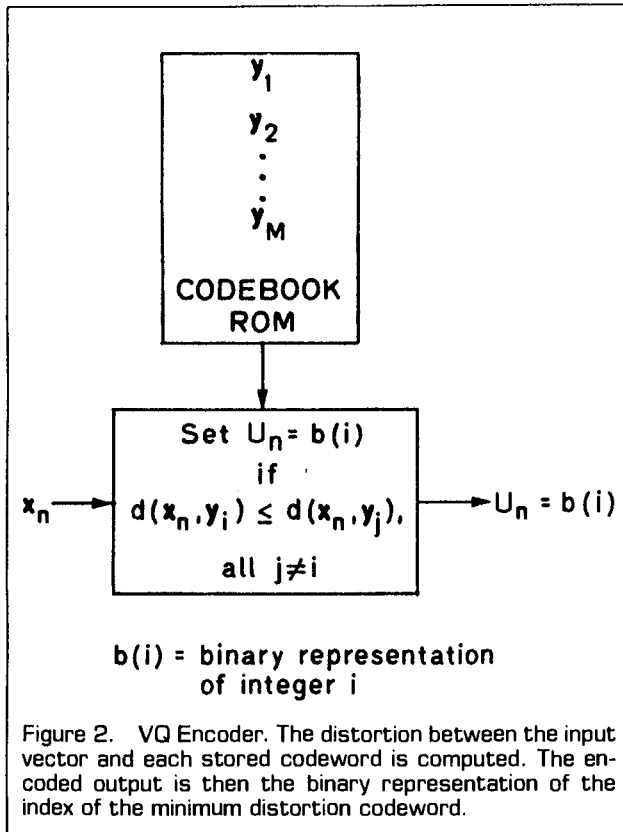 y₁
y₂
.
.
.
y_M
CODEBOOK
ROM
Set Uₙ = b(i)
if
xₙ d(xₙ,yᵢ) ≤ d(xₙ,yⱼ), Uₙ = b(i)
all j≠i
b(i) = binary representation
of integer i
Figure 2. VQ Encoder. The distortion between the input
vector and each stored codeword is computed. The en-
coded output is then the binary representation of the
index of the minimum distortion codeword.